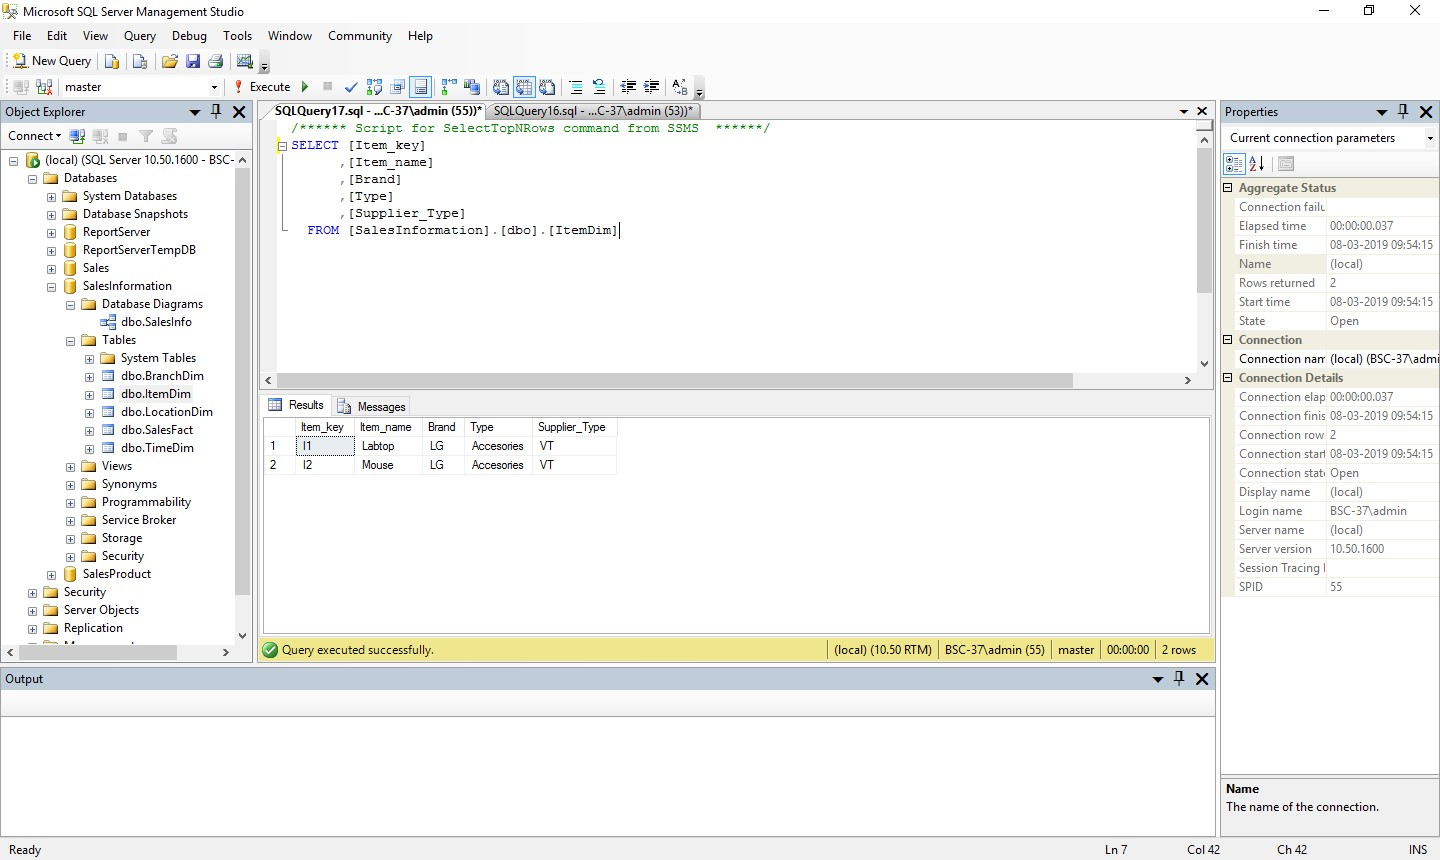 Microsoft SQL Server Management Studio
File Edit View Query Debug Tools Window Community Help
New Query
master Execute
Object Explorer
Connect
(local) (SQL Server 10.50.1600 - BSC-
Databases
System Databases
Database Snapshots
ReportServer
ReportServerTempDB
Sales
SalesInformation
Database Diagrams
dbo.SalesInfo
Tables
System Tables
dbo.BranchDim
dbo.ItemDim
dbo.LocationDim
dbo.SalesFact
dbo.TimeDim
Views
Synonyms
Programmability
Service Broker
Storage
Security
SalesProduct
Security
Server Objects
Replication
SQLQuery17.sql - ...C-37\admin (55))* SQLQuery16.sql - ...C-37\admin (53))*
/****** Script for SelectTopNRows command from SSMS ******/
SELECT [Item_key]
,[Item_name]
,[Brand]
,[Type]
,[Supplier_Type]
FROM [SalesInformation].[dbo].[ItemDim]
Results Messages
Item_key Item_name Brand Type Supplier_Type
1 I1 Labtop LG Accesories VT
2 I2 Mouse LG Accesories VT
Query executed successfully. (local) (10.50 RTM) BSC-37\admin (55) master 00:00:00 2 rows
Properties
Current connection parameters
Aggregate Status
Connection failu
Elapsed time 00:00:00.037
Finish time 08-03-2019 09:54:15
Name (local)
Rows returned 2
Start time 08-03-2019 09:54:15
State Open
Connection
Connection nam (local) (BSC-37\admi
Connection Details
Connection elap 00:00:00.037
Connection finis 08-03-2019 09:54:15
Connection row 2
Connection start 08-03-2019 09:54:15
Connection stat Open
Display name (local)
Login name BSC-37\admin
Server name (local)
Server version 10.50.1600
Session Tracing I
SPID 55
Name
The name of the connection.
Output
Ready Ln 7 Col 42 Ch 42 INS